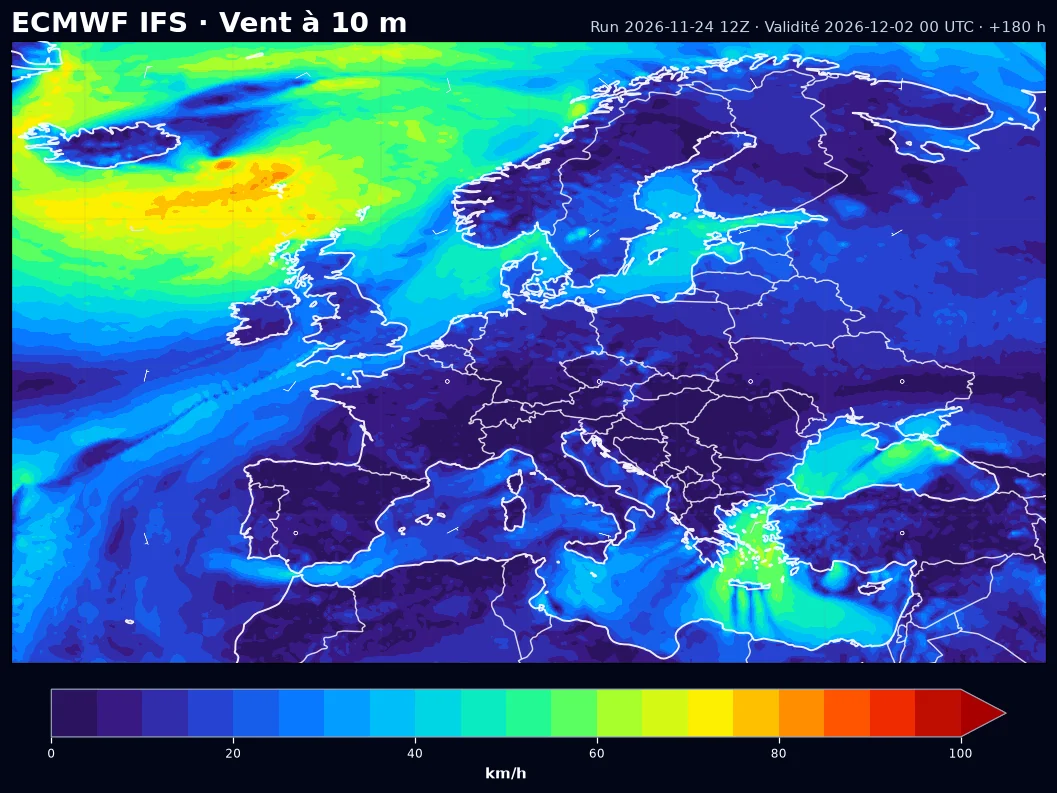 ECMWF IFS · Vent à 10 m
Run 2026-11-24 12Z · Validité 2026-12-02 00 UTC · +180 h
0 20 40 60 80 100
km/h